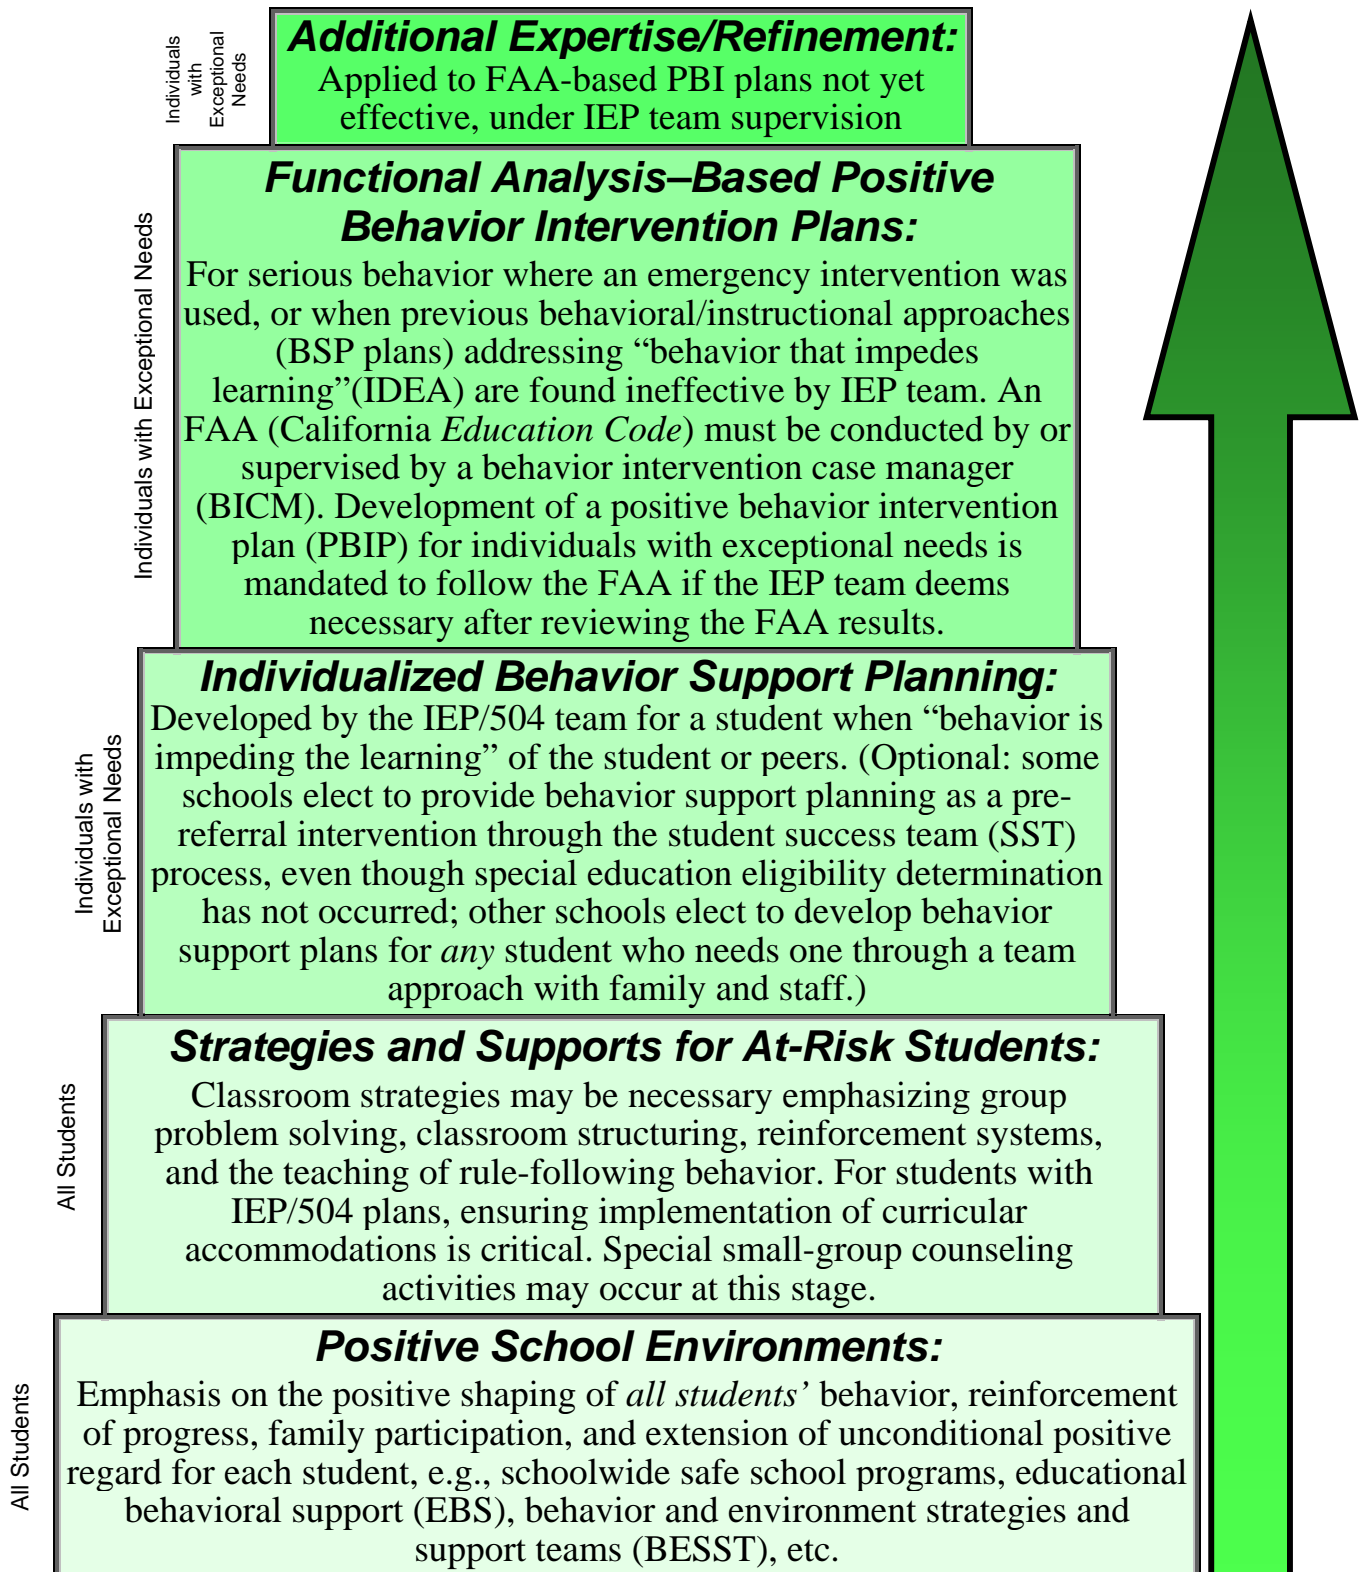 Individuals
with
Exceptional
Needs
Additional Expertise/Refinement:
Applied to FAA-based PBI plans not yet
effective, under IEP team supervision
Individuals with Exceptional Needs
Functional Analysis–Based Positive
Behavior Intervention Plans:
For serious behavior where an emergency intervention was
used, or when previous behavioral/instructional approaches
(BSP plans) addressing “behavior that impedes
learning”(IDEA) are found ineffective by IEP team. An
FAA (California Education Code) must be conducted by or
supervised by a behavior intervention case manager
(BICM). Development of a positive behavior intervention
plan (PBIP) for individuals with exceptional needs is
mandated to follow the FAA if the IEP team deems
necessary after reviewing the FAA results.
Individuals with
Exceptional Needs
Individualized Behavior Support Planning:
Developed by the IEP/504 team for a student when “behavior is
impeding the learning” of the student or peers. (Optional: some
schools elect to provide behavior support planning as a pre-
referral intervention through the student success team (SST)
process, even though special education eligibility determination
has not occurred; other schools elect to develop behavior
support plans for any student who needs one through a team
approach with family and staff.)
All Students
Strategies and Supports for At-Risk Students:
Classroom strategies may be necessary emphasizing group
problem solving, classroom structuring, reinforcement systems,
and the teaching of rule-following behavior. For students with
IEP/504 plans, ensuring implementation of curricular
accommodations is critical. Special small-group counseling
activities may occur at this stage.
All Students
Positive School Environments:
Emphasis on the positive shaping of all students’ behavior, reinforcement
of progress, family participation, and extension of unconditional positive
regard for each student, e.g., schoolwide safe school programs, educational
behavioral support (EBS), behavior and environment strategies and
support teams (BESST), etc.